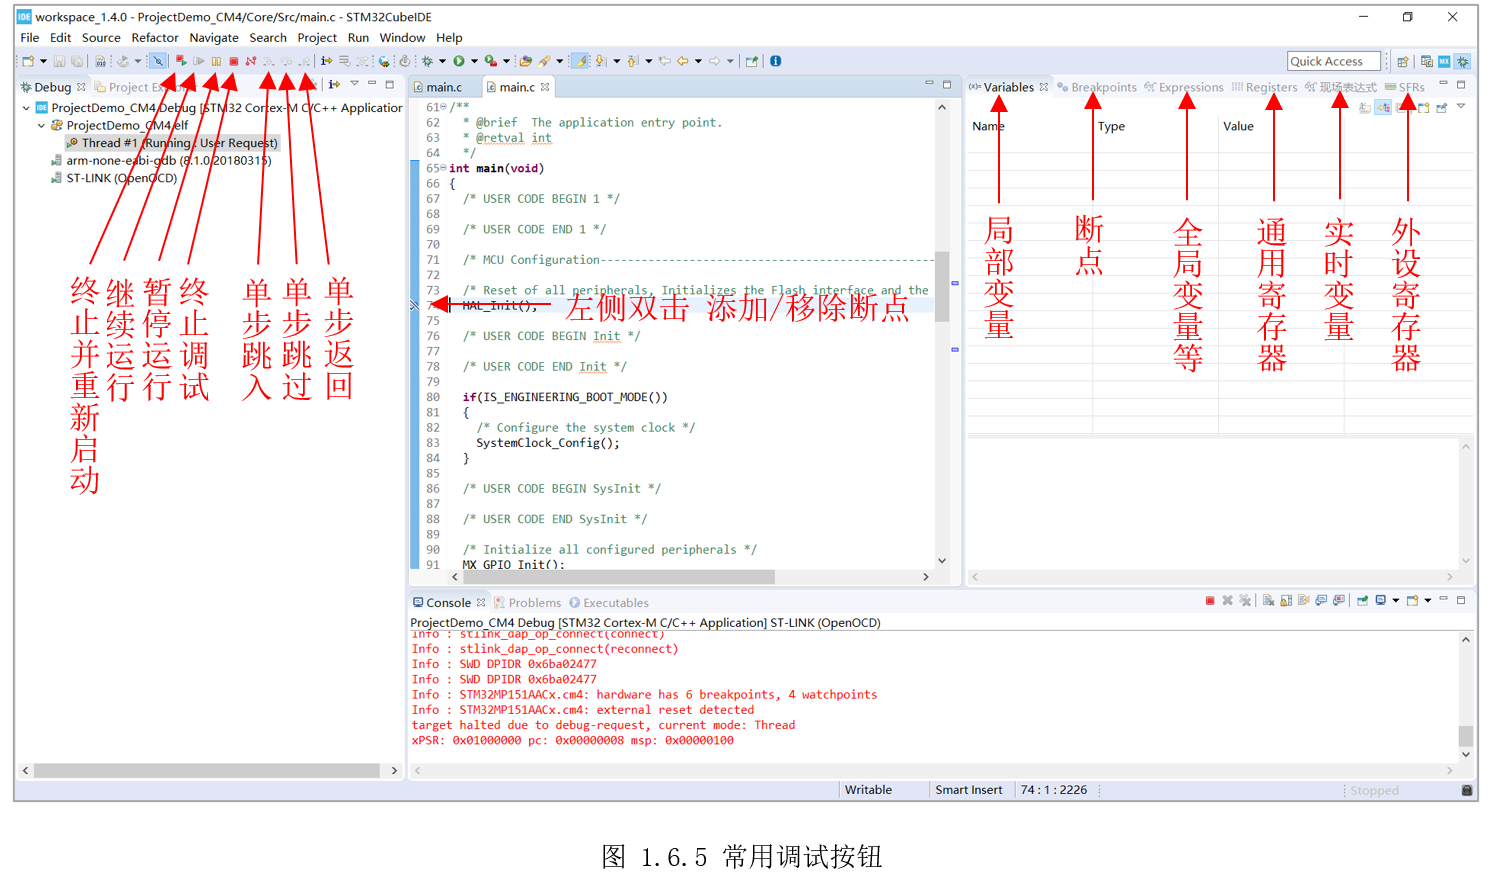 workspace_1.4.0 - ProjectDemo_CM4/Core/Src/main.c - STM32CubeIDE
File Edit Source Refactor Navigate Search Project Run Window Help
Quick Access
Debug
ProjectDemo_CM4 Debug [STM32 Cortex-M C/C++ Application
ProjectDemo_CM4.elf
Thread #1 (Running : User Request)
arm-none-eabi-gdb (8.1.0.20180315)
ST-LINK (OpenOCD)
终止并重新启动
继续运行
暂停运行
终止调试
单步跳入
单步跳过
单步返回
main.c main.c
61 /**
62 * @brief The application entry point.
63 * @retval int
64 */
65 int main(void)
66 {
67 /* USER CODE BEGIN 1 */
68
69 /* USER CODE END 1 */
70
71 /* MCU Configuration--------------------------------------------------
72
73 /* Reset of all peripherals, Initializes the Flash interface and the
HAL_Init();
左侧双击 添加/移除断点
75
76 /* USER CODE BEGIN Init */
77
78 /* USER CODE END Init */
79
80 if(IS_ENGINEERING_BOOT_MODE())
81 {
82 /* Configure the system clock */
83 SystemClock_Config();
84 }
85
86 /* USER CODE BEGIN SysInit */
87
88 /* USER CODE END SysInit */
89
90 /* Initialize all configured peripherals */
91 MX_GPIO_Init();
Variables Breakpoints Expressions Registers 现场表达式 SFRs
Name Type Value
局部变量
断点
全局变量等
通用寄存器
实时变量
外设寄存器
Console Problems Executables
ProjectDemo_CM4 Debug [STM32 Cortex-M C/C++ Application] ST-LINK (OpenOCD)
Info : stlink_dap_op_connect(connect)
Info : stlink_dap_op_connect(reconnect)
Info : SWD DPIDR 0x6ba02477
Info : SWD DPIDR 0x6ba02477
Info : STM32MP151AACx.cm4: hardware has 6 breakpoints, 4 watchpoints
Info : STM32MP151AACx.cm4: external reset detected
target halted due to debug-request, current mode: Thread
xPSR: 0x01000000 pc: 0x00000008 msp: 0x00000100
Writable Smart Insert 74 : 1 : 2226 Stopped
图 1.6.5 常用调试按钮